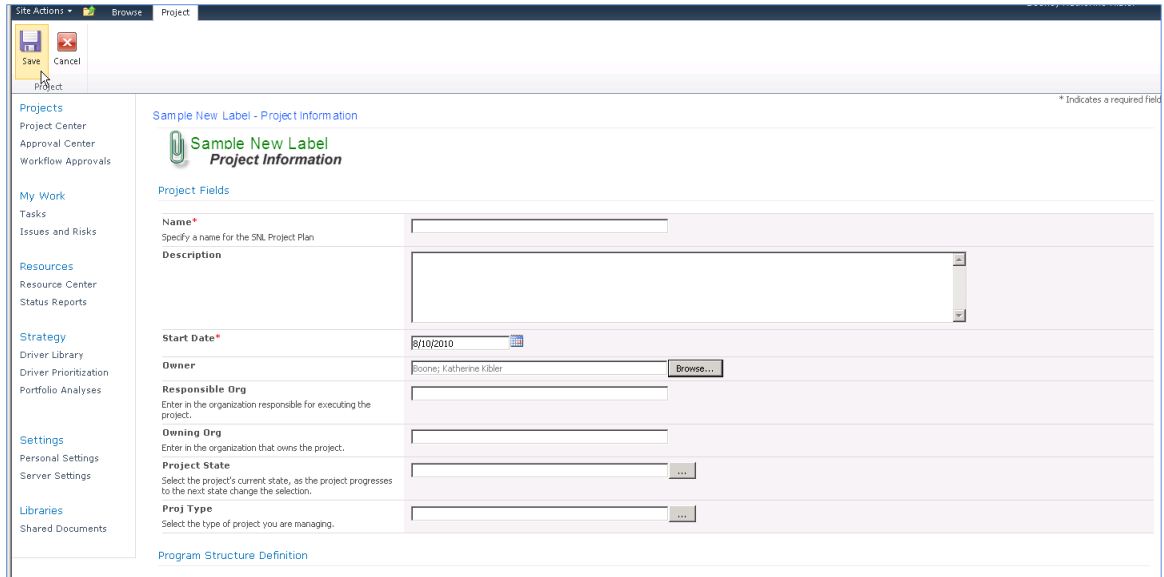 Site Actions
Browse
Project
Save
Cancel
Project
* Indicates a required field
Projects
Project Center
Approval Center
Workflow Approvals
My Work
Tasks
Issues and Risks
Resources
Resource Center
Status Reports
Strategy
Driver Library
Driver Prioritization
Portfolio Analyses
Settings
Personal Settings
Server Settings
Libraries
Shared Documents
Sample New Label - Project Information
Sample New Label
Project Information
Project Fields
Name*
Specify a name for the SNL Project Plan
Description
Start Date*
8/10/2010
Owner
Boone; Katherine Kibler
Browse...
Responsible Org
Enter in the organization responsible for executing the
project.
Owning Org
Enter in the organization that owns the project.
Project State
Select the project's current state, as the project progresses
to the next state change the selection.
...
Proj Type
Select the type of project you are managing.
...
Program Structure Definition